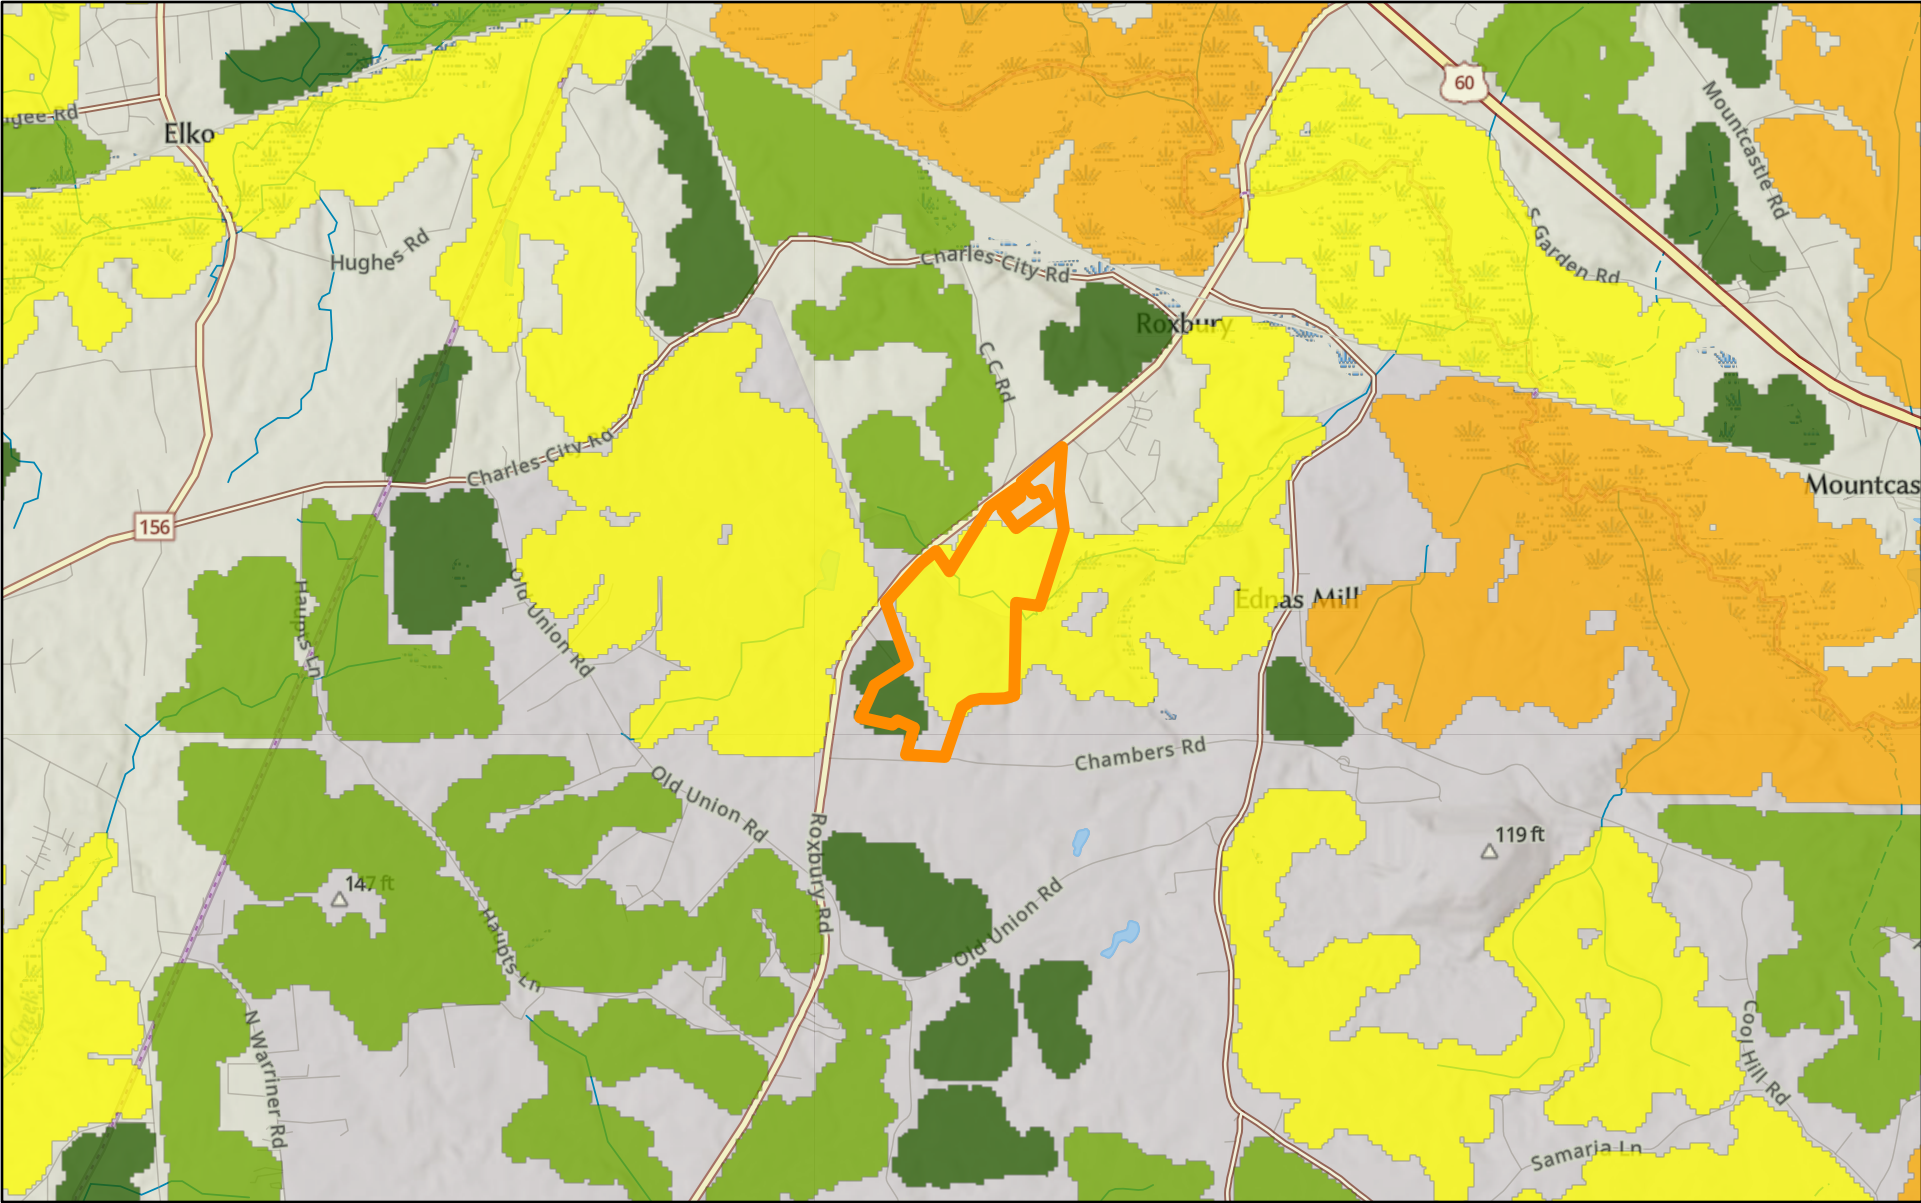 60
Mountcastle Rd
Elko
Hughes Rd
S Garden Rd
Charles City Rd
Roxbury
C C Rd
Charles City Rd
Mountcas
156
Haupts Ln
Old Union Rd
Ednas Mill
Chambers Rd
Old Union Rd
Roxbury Rd
119 ft
147 ft
Haupts Ln
Old Union Rd
N Warriner Rd
Cool Hill Rd
Samaria Ln